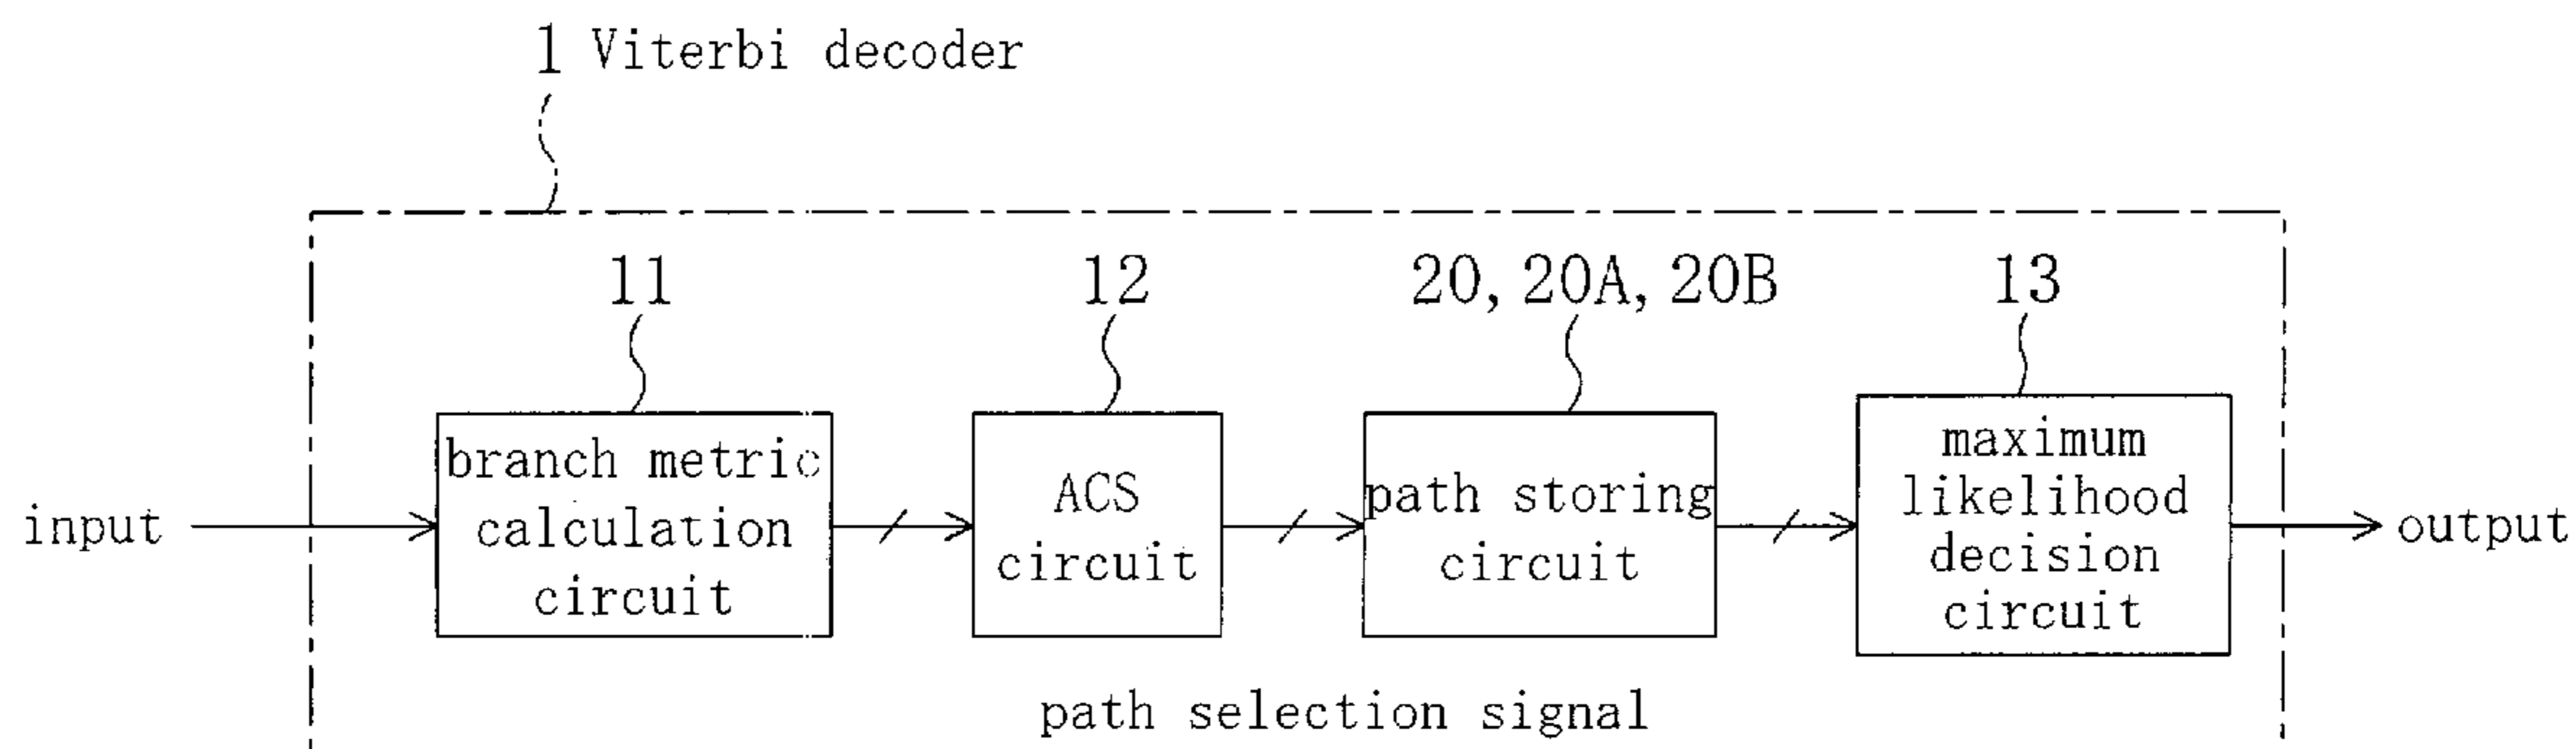 1 Viterbi decoder
11
12
20, 20A, 20B
13
input
branch metric
calculation
circuit
ACS
circuit
path storing
circuit
maximum
likelihood
decision
circuit
output
path selection signal